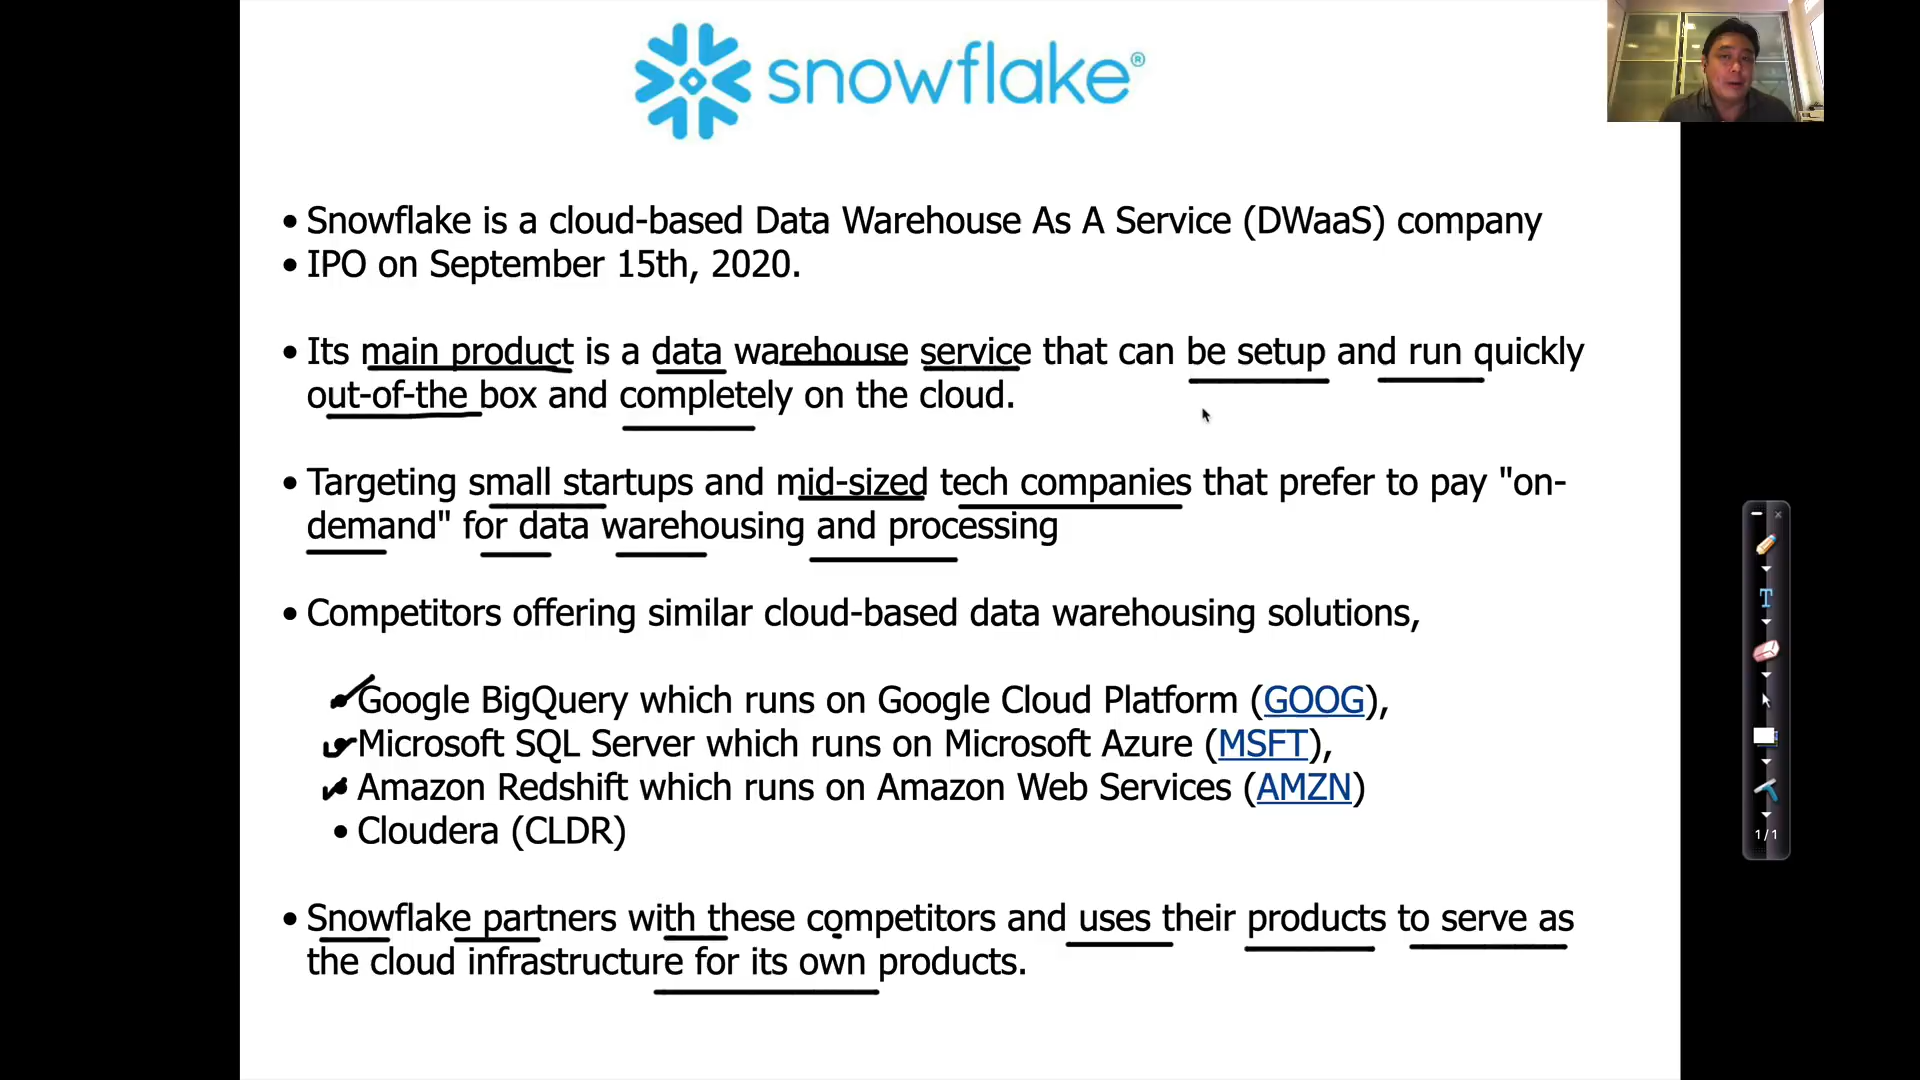 snowflake®
• Snowflake is a cloud-based Data Warehouse As A Service (DWaaS) company
• IPO on September 15th, 2020.
• Its main product is a data warehouse service that can be setup and run quickly
out-of-the box and completely on the cloud.
• Targeting small startups and mid-sized tech companies that prefer to pay "on-
demand" for data warehousing and processing
• Competitors offering similar cloud-based data warehousing solutions,
• Google BigQuery which runs on Google Cloud Platform (GOOG),
• Microsoft SQL Server which runs on Microsoft Azure (MSFT),
• Amazon Redshift which runs on Amazon Web Services (AMZN)
• Cloudera (CLDR)
• Snowflake partners with these competitors and uses their products to serve as
the cloud infrastructure for its own products.
T
1/1